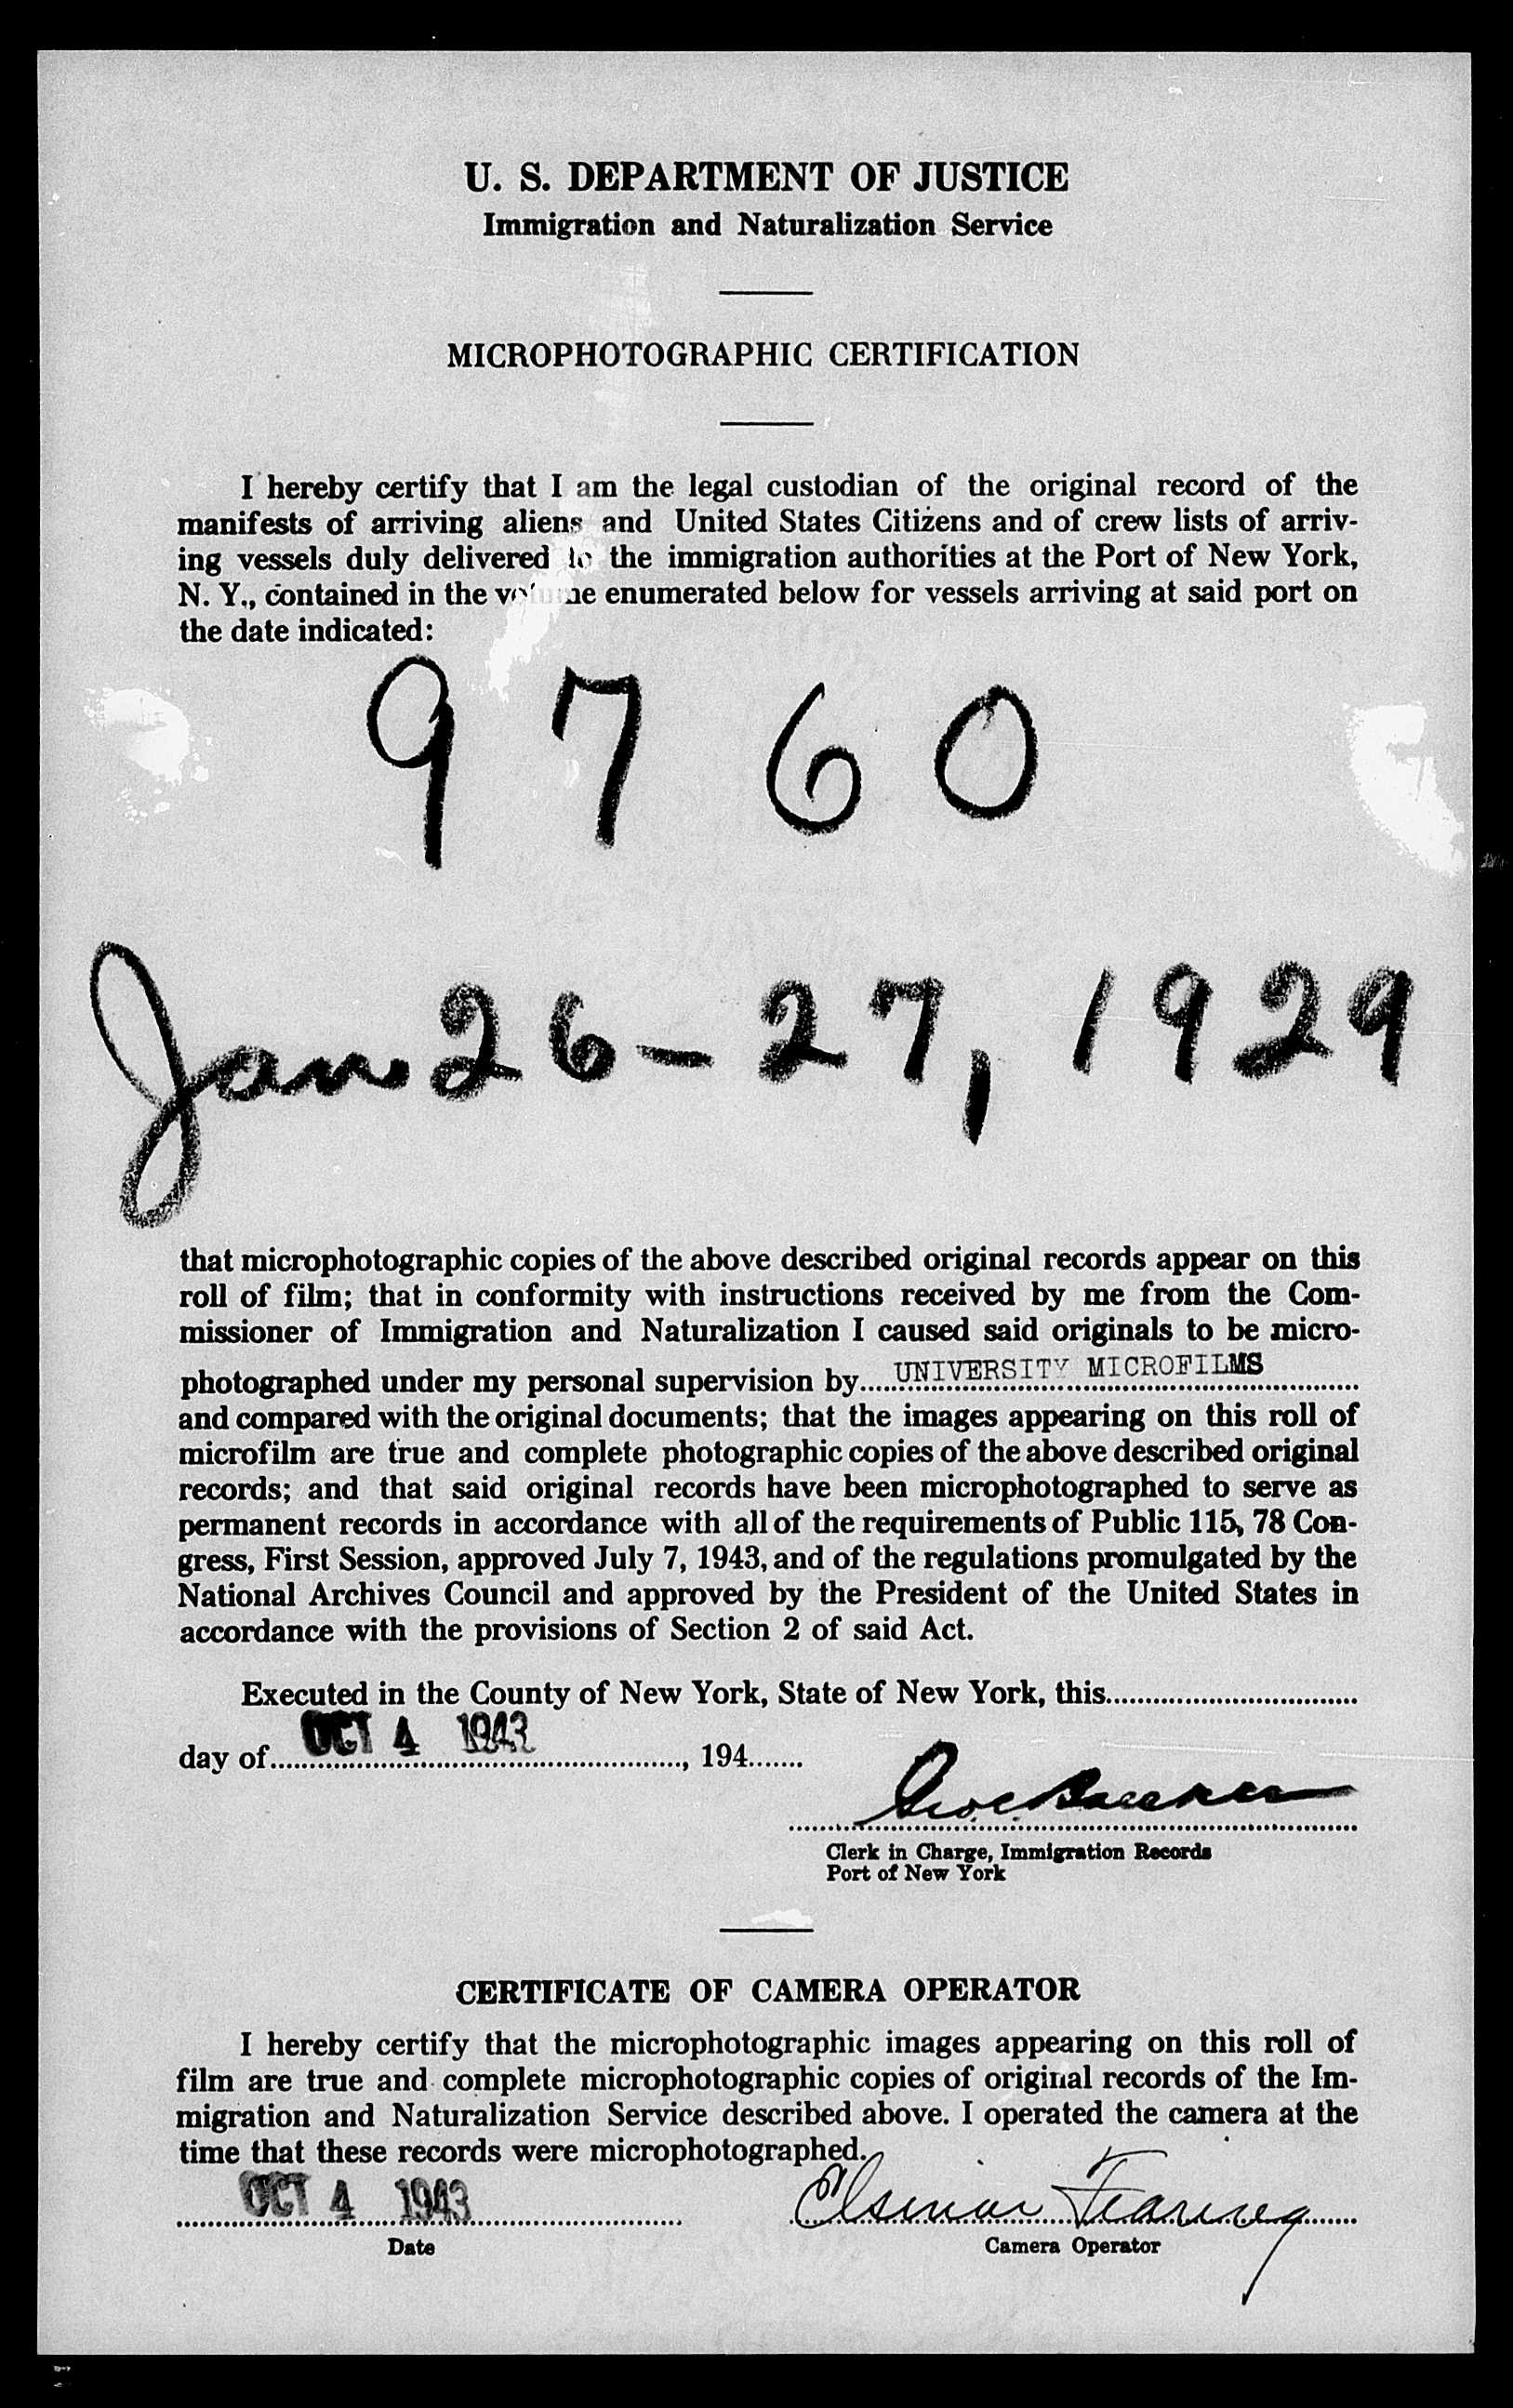 U. S. DEPARTMENT OF JUSTICE
Immigration and Naturalization Service
MICROPHOTOGRAPHIC CERTIFICATION
I hereby certify that I am the legal custodian of the original record of the
manifests of arriving aliens and United States Citizens and of crew lists of arriv-
ing vessels duly delivered to the immigration authorities at the Port of New York,
N. Y., contained in the volume enumerated below for vessels arriving at said port on
the date indicated:
9760
Jan 26-27, 1929
that microphotographic copies of the above described original records appear on this
roll of film; that in conformity with instructions received by me from the Com-
missioner of Immigration and Naturalization I caused said originals to be micro-
photographed under my personal supervision by UNIVERSITY MICROFILMS
and compared with the original documents; that the images appearing on this roll of
microfilm are true and complete photographic copies of the above described original
records; and that said original records have been microphotographed to serve as
permanent records in accordance with all of the requirements of Public 115, 78 Con-
gress, First Session, approved July 7, 1943, and of the regulations promulgated by the
National Archives Council and approved by the President of the United States in
accordance with the provisions of Section 2 of said Act.
Executed in the County of New York, State of New York, this
day of OCT 4 1943, 194
Clerk in Charge, Immigration Records
Port of New York
CERTIFICATE OF CAMERA OPERATOR
I hereby certify that the microphotographic images appearing on this roll of
film are true and complete microphotographic copies of original records of the Im-
migration and Naturalization Service described above. I operated the camera at the
time that these records were microphotographed.
OCT 4 1943
Date
Camera Operator